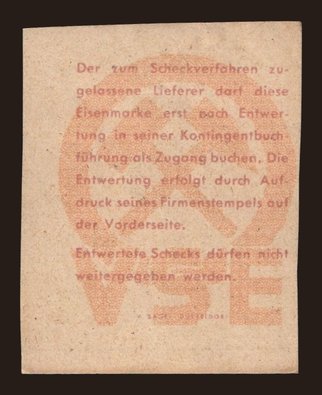 Der zum Scheckverfahren zu-
gelassene Lieferer darf diese
Eisenmarke erst nach Entwer-
tung in seiner Kontingentbuch
führung als Zugang buchen. Die
Entwertung erfolgt durch Auf-
druck seines Firmenstempels auf
der Vorderseite.
Entwertete Schecks dürfen nicht
weitergegeben werden.
VSE